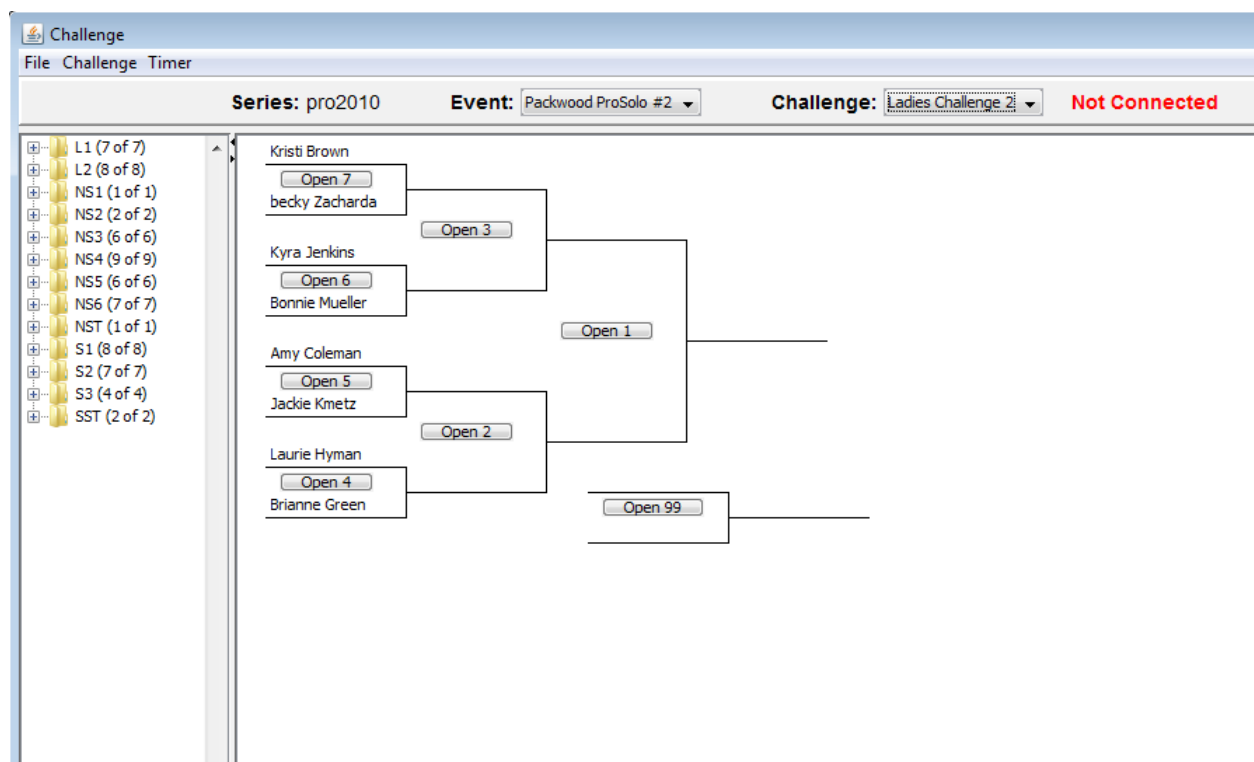 Challenge
File Challenge Timer
Series: pro2010 Event: Packwood ProSolo #2 Challenge: Ladies Challenge 2 Not Connected
L1 (7 of 7)
L2 (8 of 8)
NS1 (1 of 1)
NS2 (2 of 2)
NS3 (6 of 6)
NS4 (9 of 9)
NS5 (6 of 6)
NS6 (7 of 7)
NST (1 of 1)
S1 (8 of 8)
S2 (7 of 7)
S3 (4 of 4)
SST (2 of 2)
Kristi Brown
Open 7
becky Zacharda
Open 3
Kyra Jenkins
Open 6
Bonnie Mueller
Open 1
Amy Coleman
Open 5
Jackie Kmetz
Open 2
Laurie Hyman
Open 4
Brianne Green
Open 99